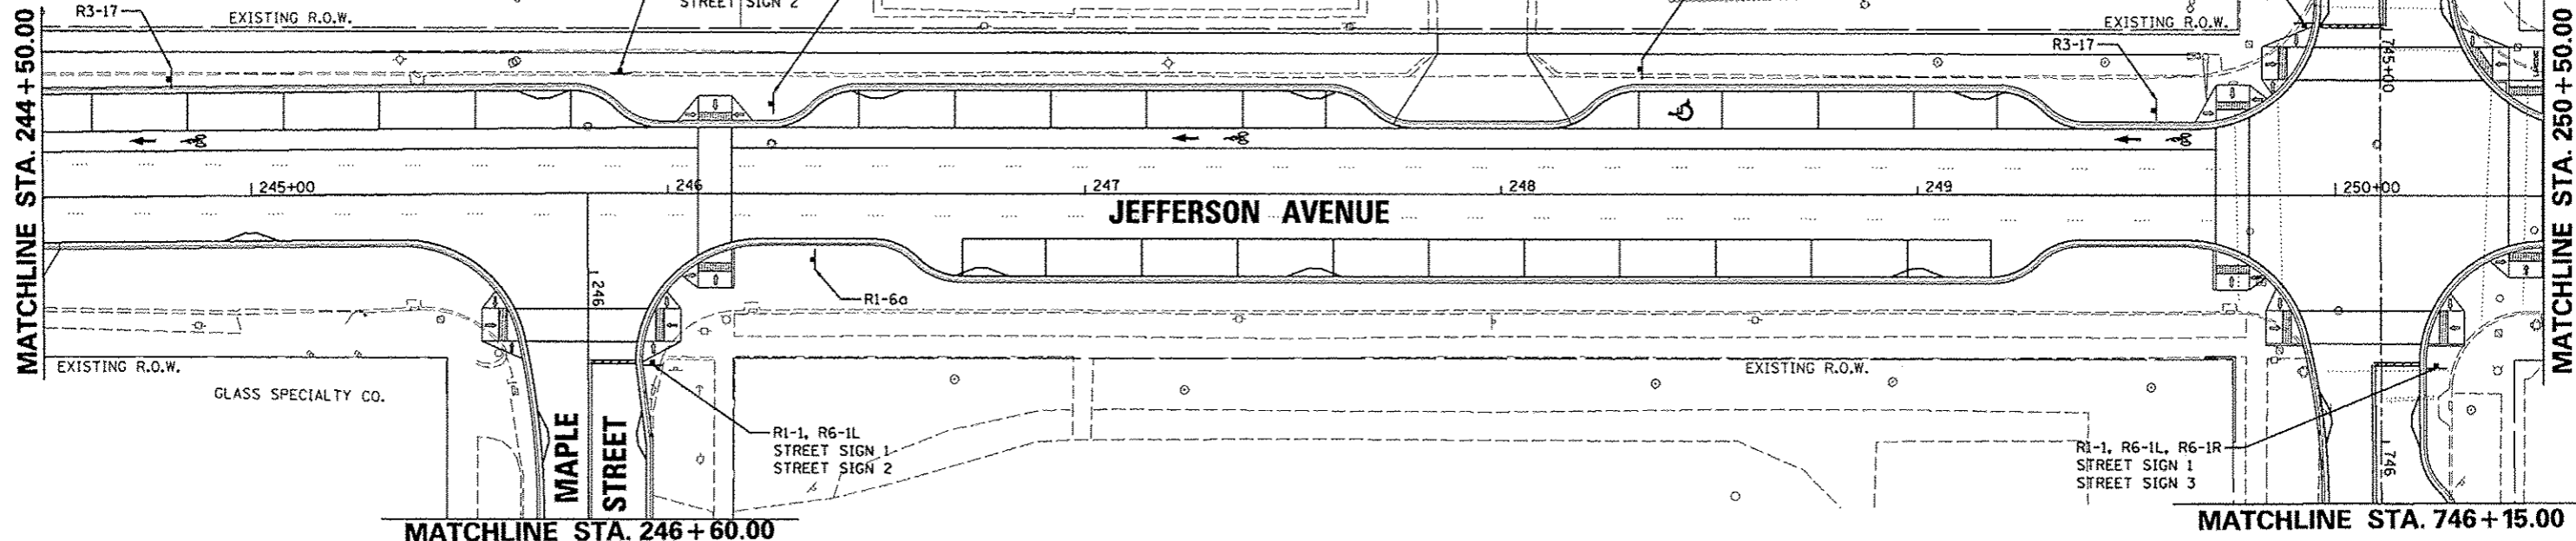 STREET SIGN 2
R3-17
EXISTING R.O.W.
EXISTING R.O.W.
R3-17
MATCHLINE STA. 244+50.00
745+00
MATCHLINE STA. 250+50.00
245+00
246
247
248
249
250+00
JEFFERSON AVENUE
246
R1-6a
EXISTING R.O.W.
EXISTING R.O.W.
GLASS SPECIALTY CO.
MAPLE
STREET
R1-1, R6-1L
STREET SIGN 1
STREET SIGN 2
R1-1, R6-1L, R6-1R
STREET SIGN 1
STREET SIGN 3
746
MATCHLINE STA. 246+60.00
MATCHLINE STA. 746+15.00